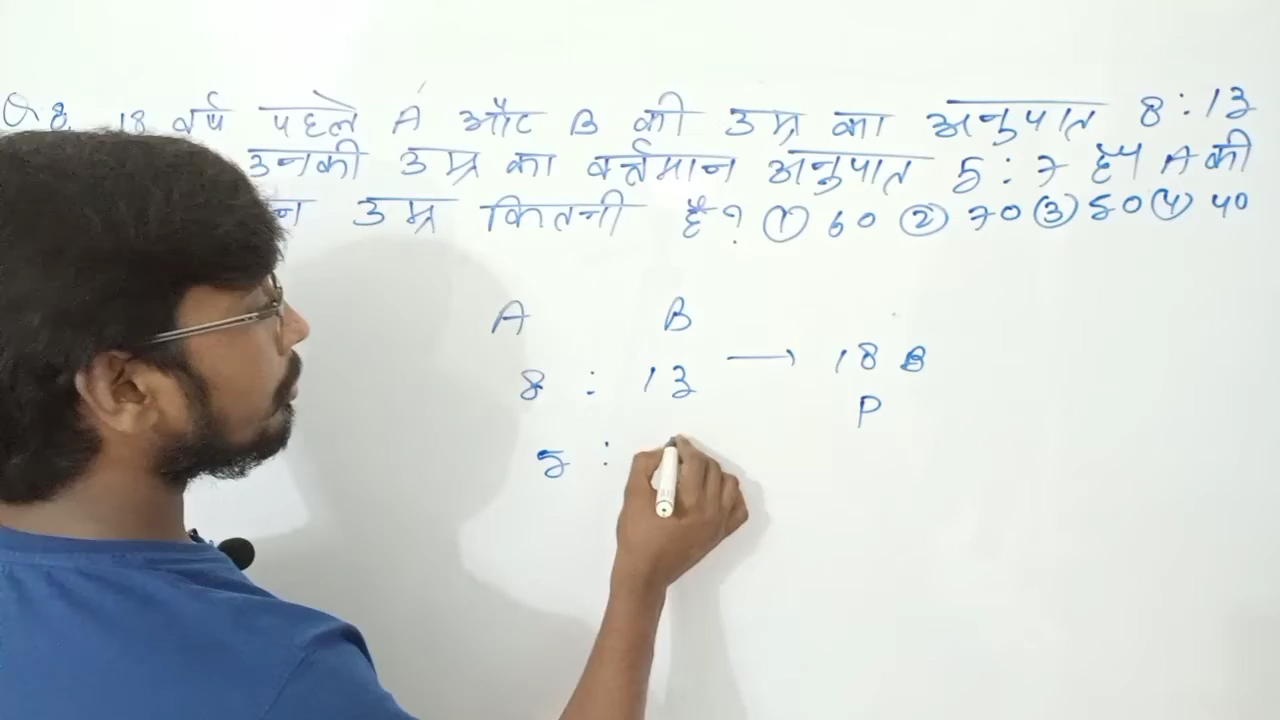 Q.8. 18 वर्ष पहले A और B की उम्र का अनुपात 8 : 13
उनकी उम्र का वर्त्तमान अनुपात 5 : 7 है। A की
न उम्र कितनी है? ① 60 ② 70 ③ 50 ④ 40
A B
8 : 13 → 18 B
P
5 :